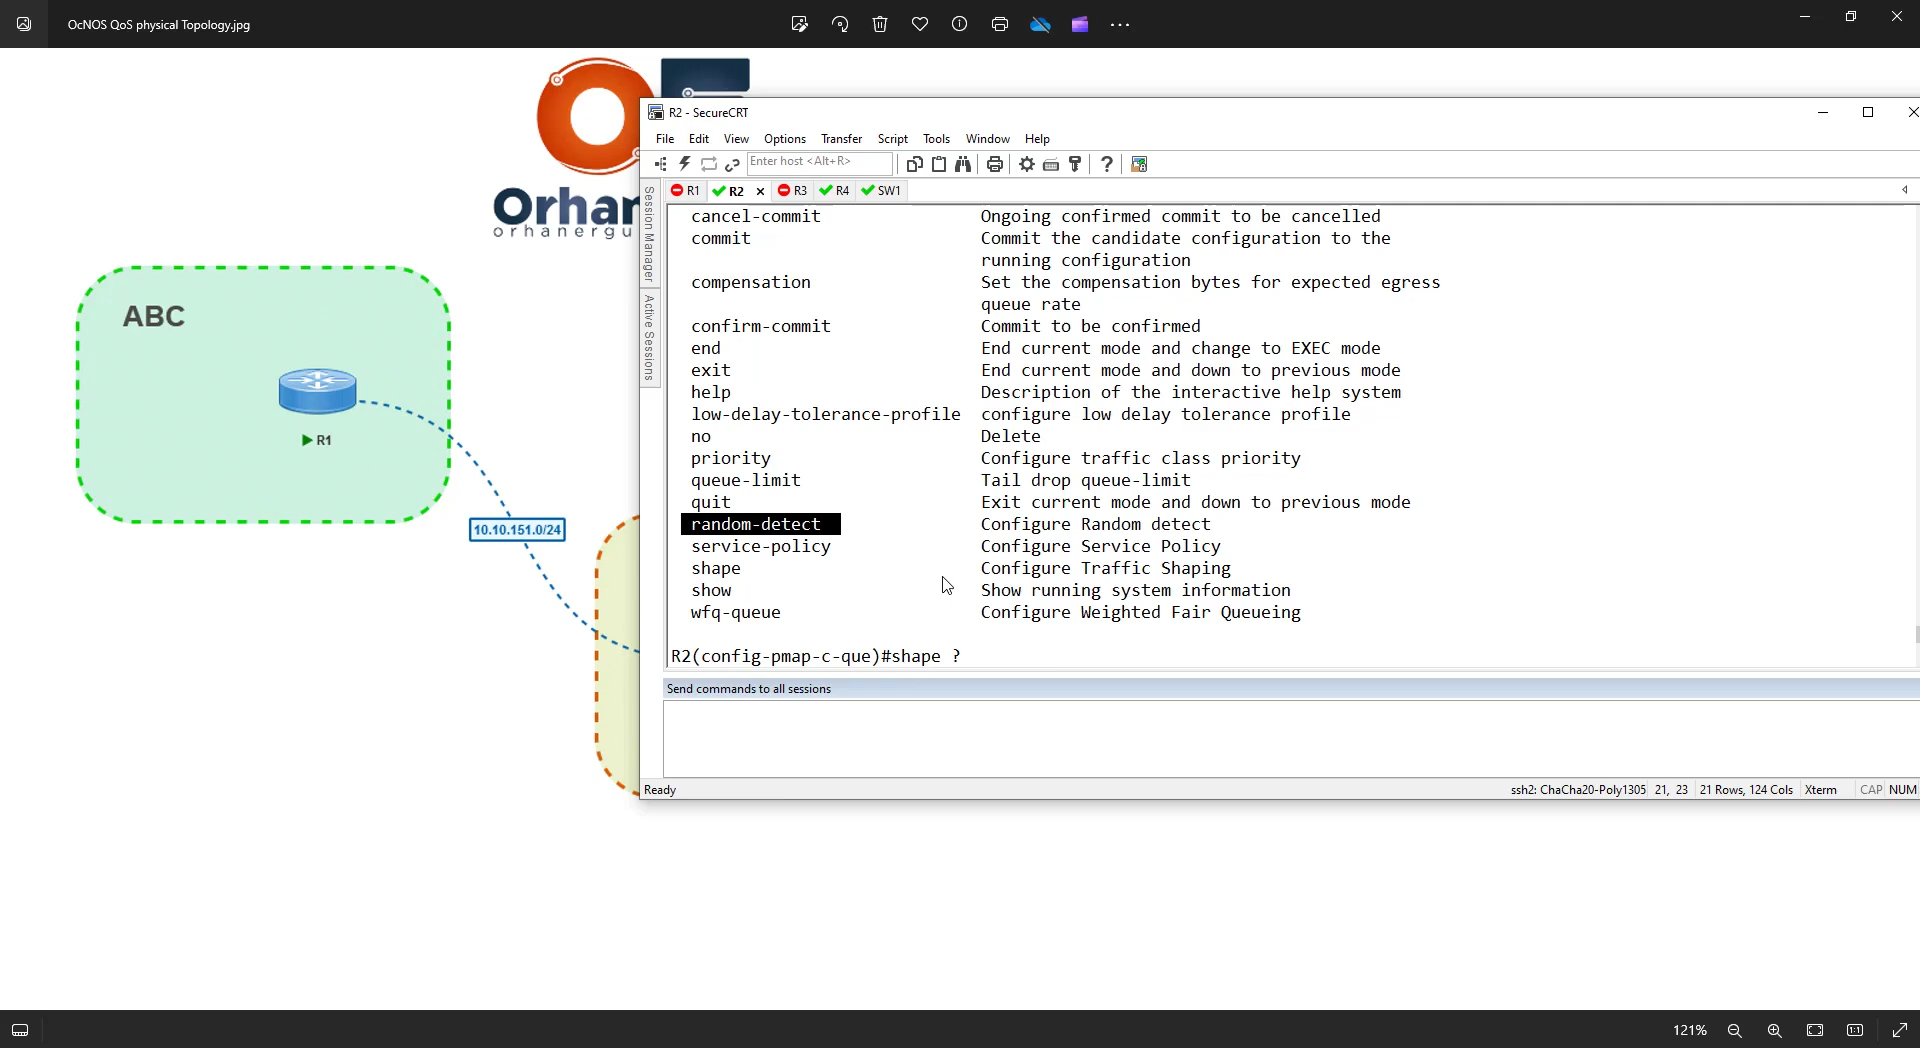 OcNOS QoS physical Topology.jpg
Orhan
orhanergu
ABC
R1
10.10.151.0/24
R2 - SecureCRT
File Edit View Options Transfer Script Tools Window Help
Enter host <Alt+R>
R1 R2 R3 R4 SW1
Session Manager
Active Sessions
cancel-commit Ongoing confirmed commit to be cancelled
commit Commit the candidate configuration to the
running configuration
compensation Set the compensation bytes for expected egress
queue rate
confirm-commit Commit to be confirmed
end End current mode and change to EXEC mode
exit End current mode and down to previous mode
help Description of the interactive help system
low-delay-tolerance-profile configure low delay tolerance profile
no Delete
priority Configure traffic class priority
queue-limit Tail drop queue-limit
quit Exit current mode and down to previous mode
random-detect Configure Random detect
service-policy Configure Service Policy
shape Configure Traffic Shaping
show Show running system information
wfq-queue Configure Weighted Fair Queueing
R2(config-pmap-c-que)#shape ?
Send commands to all sessions
Ready ssh2: ChaCha20-Poly1305 21, 23 21 Rows, 124 Cols Xterm CAP NUM
121%